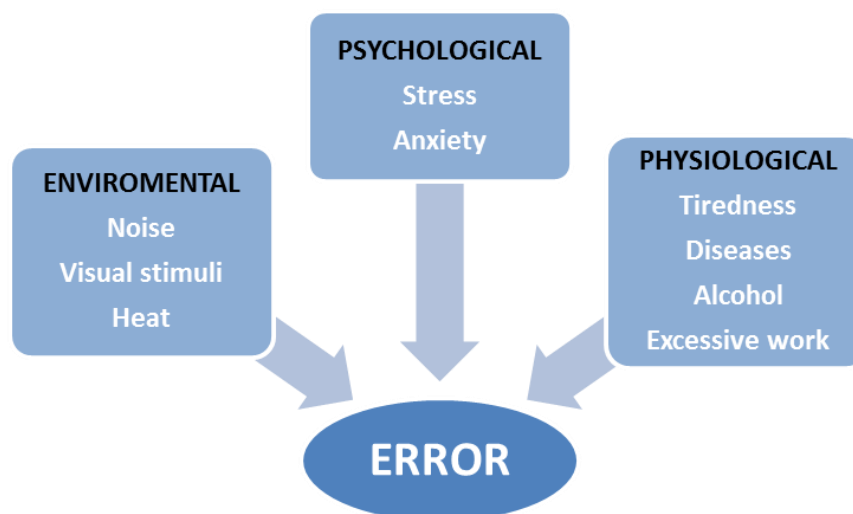 PSYCHOLOGICAL
Stress
Anxiety
ENVIROMENTAL
Noise
Visual stimuli
Heat
PHYSIOLOGICAL
Tiredness
Diseases
Alcohol
Excessive work
ERROR